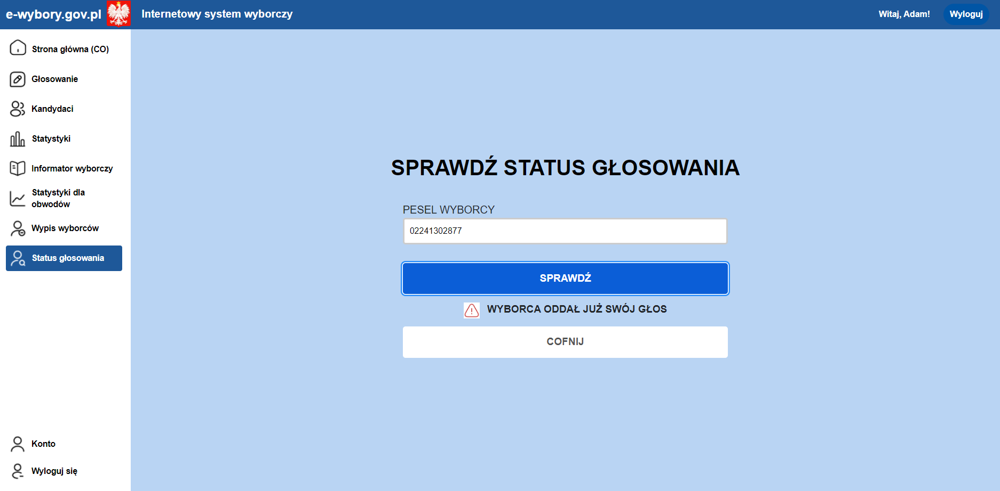 e-wybory.gov.pl
Internetowy system wyborczy
Witaj, Adam!
Wyloguj
Strona główna (CO)
Głosowanie
Kandydaci
Statystyki
Informator wyborczy
Statystyki dla
obwodów
Wypis wyborców
Status głosowania
Konto
Wyloguj się
SPRAWDŹ STATUS GŁOSOWANIA
PESEL WYBORCY
02241302877
SPRAWDŹ
WYBORCA ODDAŁ JUŻ SWÓJ GŁOS
COFNIJ